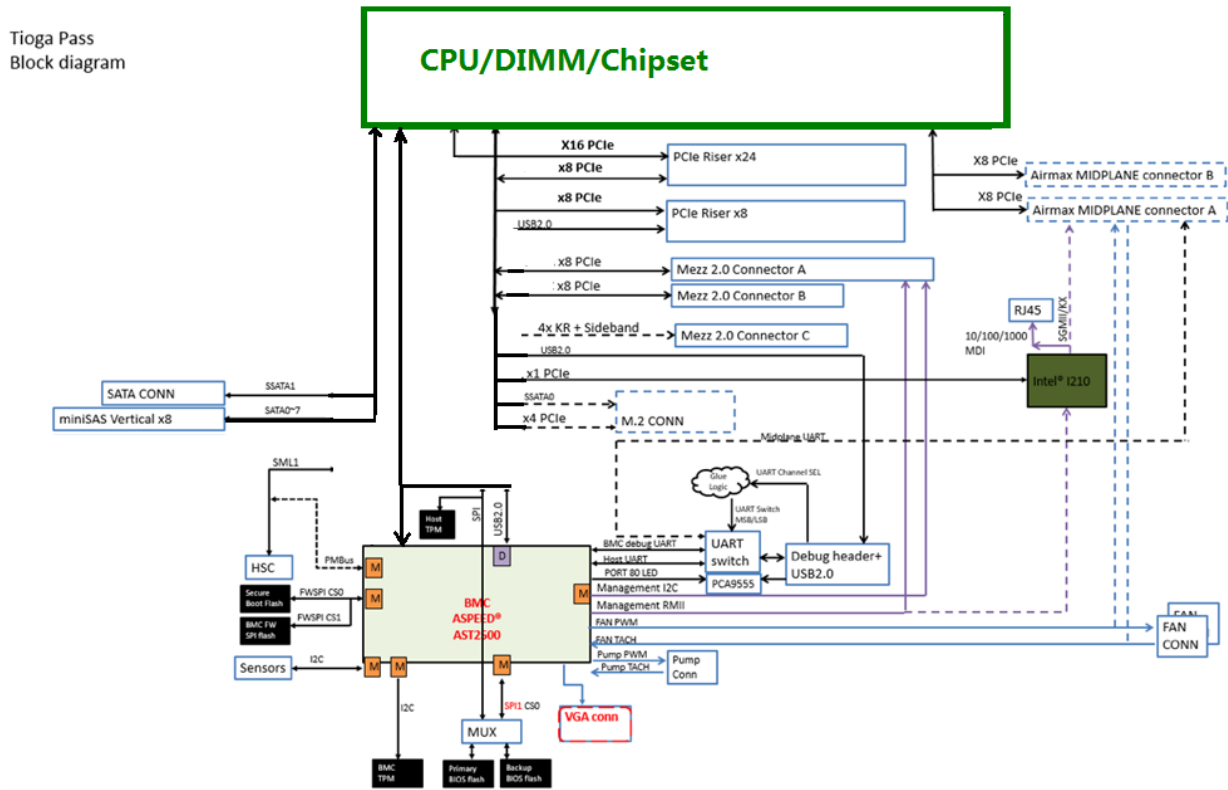 Tioga Pass
Block diagram
CPU/DIMM/Chipset
X16 PCIe
PCIe Riser x24
x8 PCIe
X8 PCIe
Airmax MIDPLANE connector B
x8 PCIe
PCIe Riser x8
X8 PCIe
Airmax MIDPLANE connector A
USB2.0
x8 PCIe
Mezz 2.0 Connector A
x8 PCIe
Mezz 2.0 Connector B
RJ45
SGMII/KX
4x KR + Sideband
Mezz 2.0 Connector C
10/100/1000
MDI
USB2.0
x1 PCIe
Intel® I210
SATA CONN
SSATA1
SSATA0
miniSAS Vertical x8
SATA0~7
x4 PCIe
M.2 CONN
Midplane UART
SML1
Glue
Logic
UART Channel SEL
SPI
USB2.0
UART Switch
MSB/LSB
Host
TPM
UART
switch
BMC debug UART
Host UART
Debug header+
USB2.0
D
HSC
PMBus
M
PORT 80 LED
PCA9555
Secure
Boot Flash
FWSPI CS0
M
M
Management I2C
BMC
ASPEED®
AST2500
Management RMII
BMC FW
SPI flash
FWSPI CS1
FAN PWM
FAN
FAN
CONN
FAN TACH
Sensors
I2C
M
M
M
Pump PWM
Pump TACH
Pump
Conn
I2C
SPI1 CS0
VGA conn
MUX
BMC
TPM
Primary
BIOS flash
Backup
BIOS flash